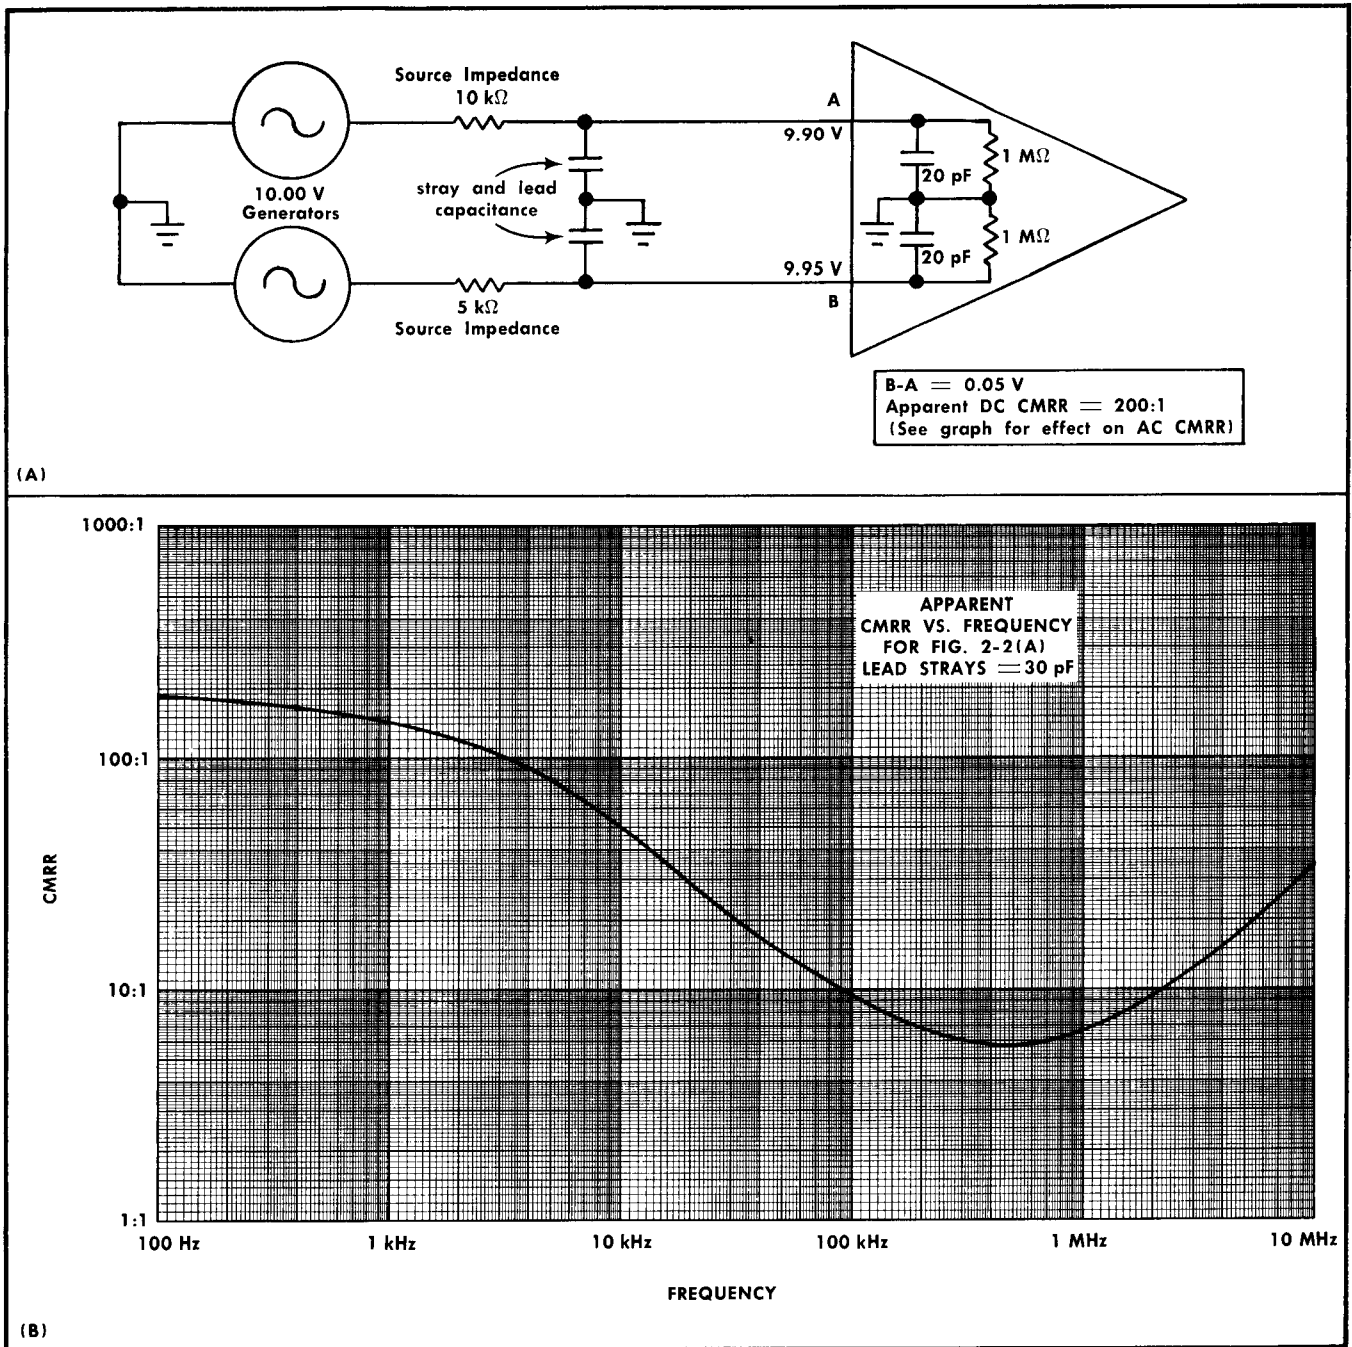 Source Impedance
10 kΩ
A
9.90 V
1 MΩ
20 pF
stray and lead
capacitance
10.00 V
Generators
1 MΩ
20 pF
9.95 V
B
5 kΩ
Source Impedance
B-A = 0.05 V
Apparent DC CMRR = 200:1
(See graph for effect on AC CMRR)
(A)
1000:1
APPARENT
CMRR VS. FREQUENCY
FOR FIG. 2-2(A)
LEAD STRAYS = 30 pF
100:1
CMRR
10:1
1:1
100 Hz
1 kHz
10 kHz
100 kHz
1 MHz
10 MHz
FREQUENCY
(B)